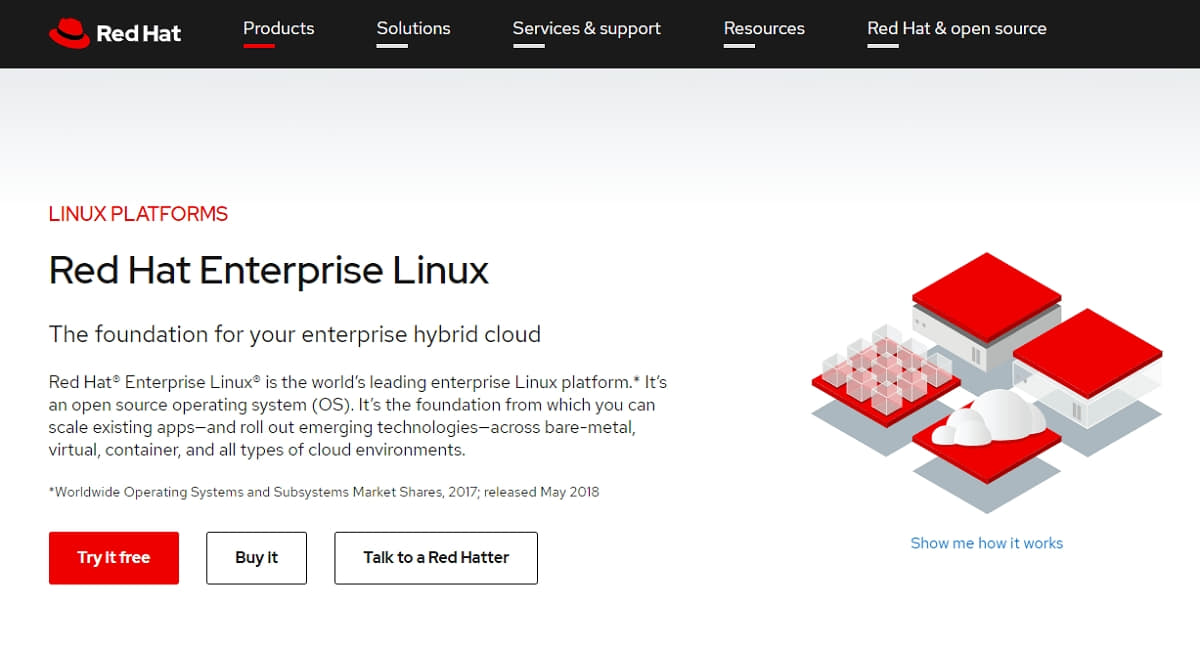 Red Hat
Products
Solutions
Services & support
Resources
Red Hat & open source
LINUX PLATFORMS
Red Hat Enterprise Linux
The foundation for your enterprise hybrid cloud
Red Hat® Enterprise Linux® is the world's leading enterprise Linux platform.* It's
an open source operating system (OS). It's the foundation from which you can
scale existing apps—and roll out emerging technologies—across bare-metal,
virtual, container, and all types of cloud environments.
*Worldwide Operating Systems and Subsystems Market Shares, 2017; released May 2018
Try it free
Buy it
Talk to a Red Hatter
Show me how it works